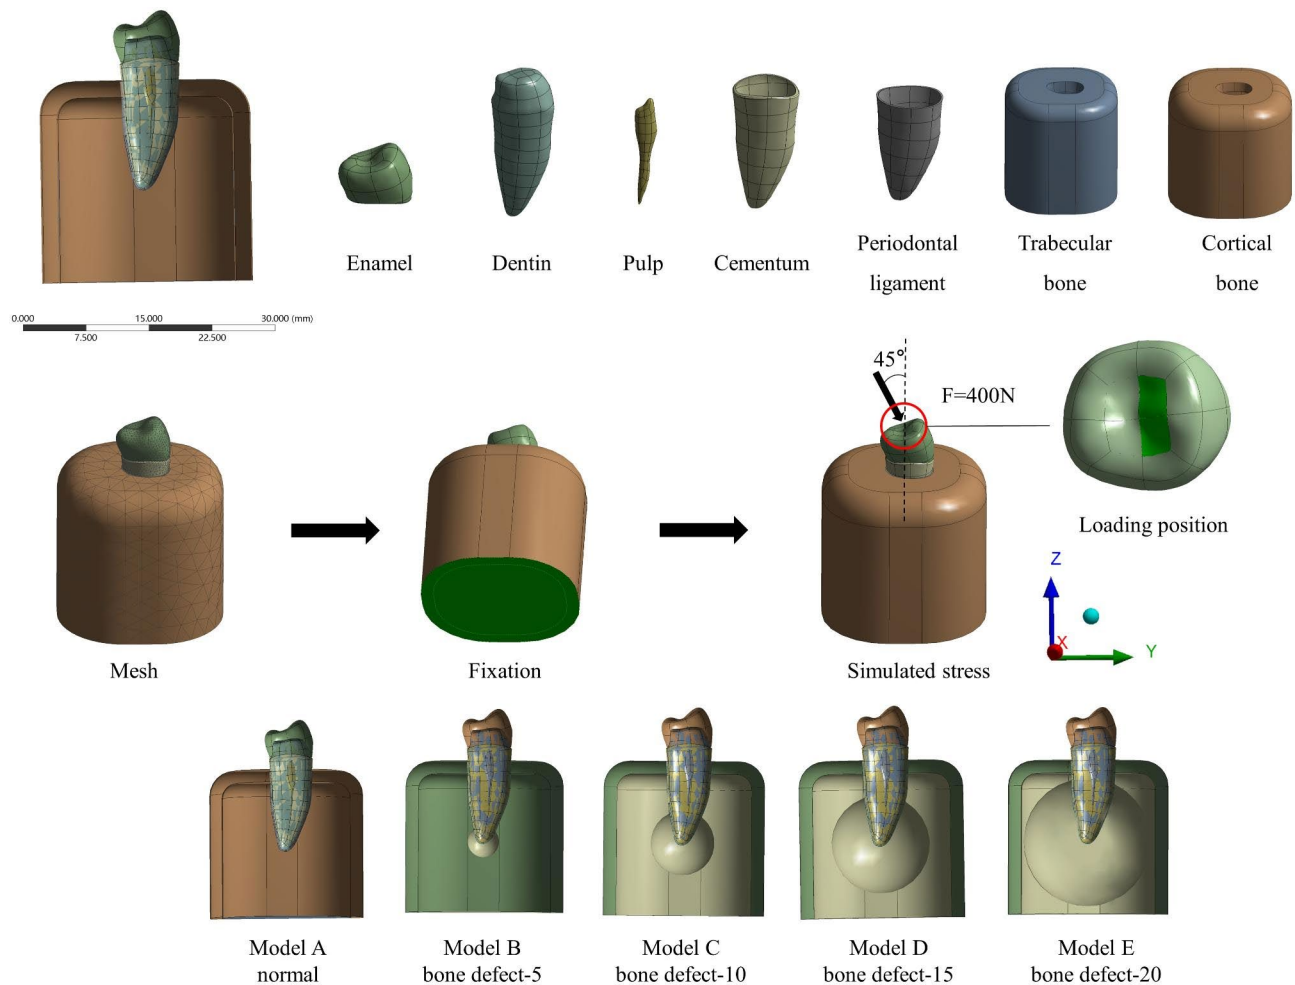 Enamel
Dentin
Pulp
Cementum
Periodontal
ligament
Trabecular
bone
Cortical
bone
0.000
15.000
30.000 (mm)
7.500
22.500
45°
F=400N
Loading position
Z
X
Y
Mesh
Fixation
Simulated stress
Model A
normal
Model B
bone defect-5
Model C
bone defect-10
Model D
bone defect-15
Model E
bone defect-20